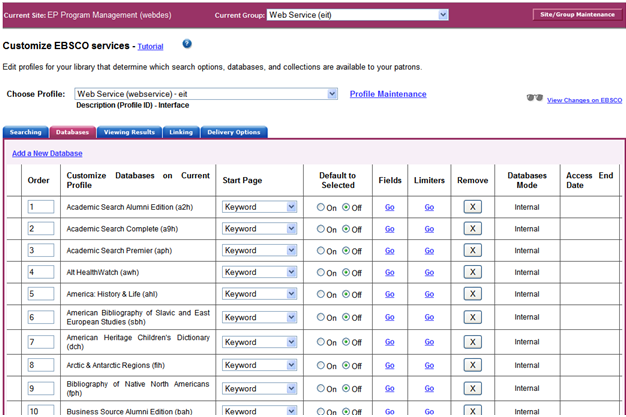 Current Site: EP Program Management (webdes) Current Group: Web Service (eit) Site/Group Maintenance
Customize EBSCO services - Tutorial ?
Edit profiles for your library that determine which search options, databases, and collections are available to your patrons.
Choose Profile: Web Service (webservice) - eit Profile Maintenance
Description (Profile ID) - Interface
View Changes on EBSCO
Searching Databases Viewing Results Linking Delivery Options
Add a New Database
Order Customize Databases on Current Profile Start Page Default to Selected Fields Limiters Remove Databases Mode Access End Date
1 Academic Search Alumni Edition (a2h) Keyword On Off Go Go X Internal
2 Academic Search Complete (a9h) Keyword On Off Go Go X Internal
3 Academic Search Premier (aph) Keyword On Off Go Go X Internal
4 Alt HealthWatch (awh) Keyword On Off Go Go X Internal
5 America: History & Life (ahl) Keyword On Off Go Go X Internal
6 American Bibliography of Slavic and East European Studies (sbh) Keyword On Off Go Go X Internal
7 American Heritage Children's Dictionary (dch) Keyword On Off Go Go X Internal
8 Arctic & Antarctic Regions (fih) Keyword On Off Go Go X Internal
9 Bibliography of Native North Americans (fph) Keyword On Off Go Go X Internal
10 Business Source Alumni Edition (bah) Keyword On Off Go Go X Internal